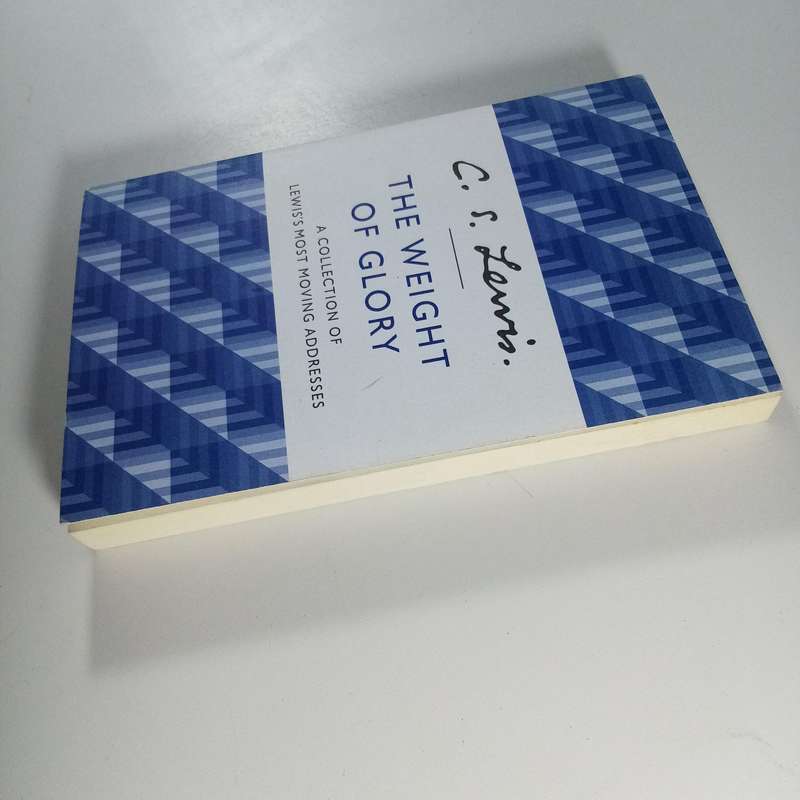 C. S. Lewis.
THE WEIGHT
OF GLORY
A COLLECTION OF
LEWIS'S MOST MOVING ADDRESSES